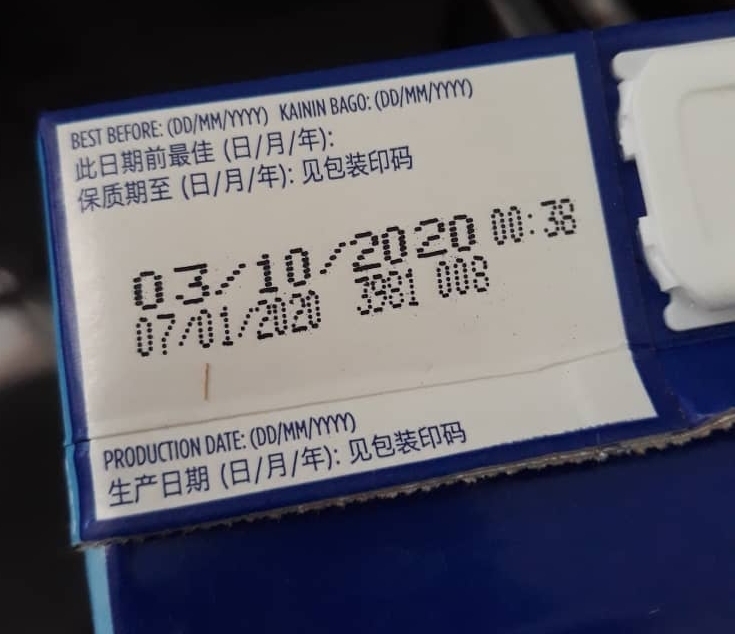 BEST BEFORE: (DD/MM/YYYY) KAININ BAGO: (DD/MM/YYYY)
此日期前最佳 (日/月/年):
保质期至 (日/月/年): 见包装印码
03/10/2020 00:38
07/01/2020 J981 008
PRODUCTION DATE: (DD/MM/YYYY)
生产日期 (日/月/年): 见包装印码